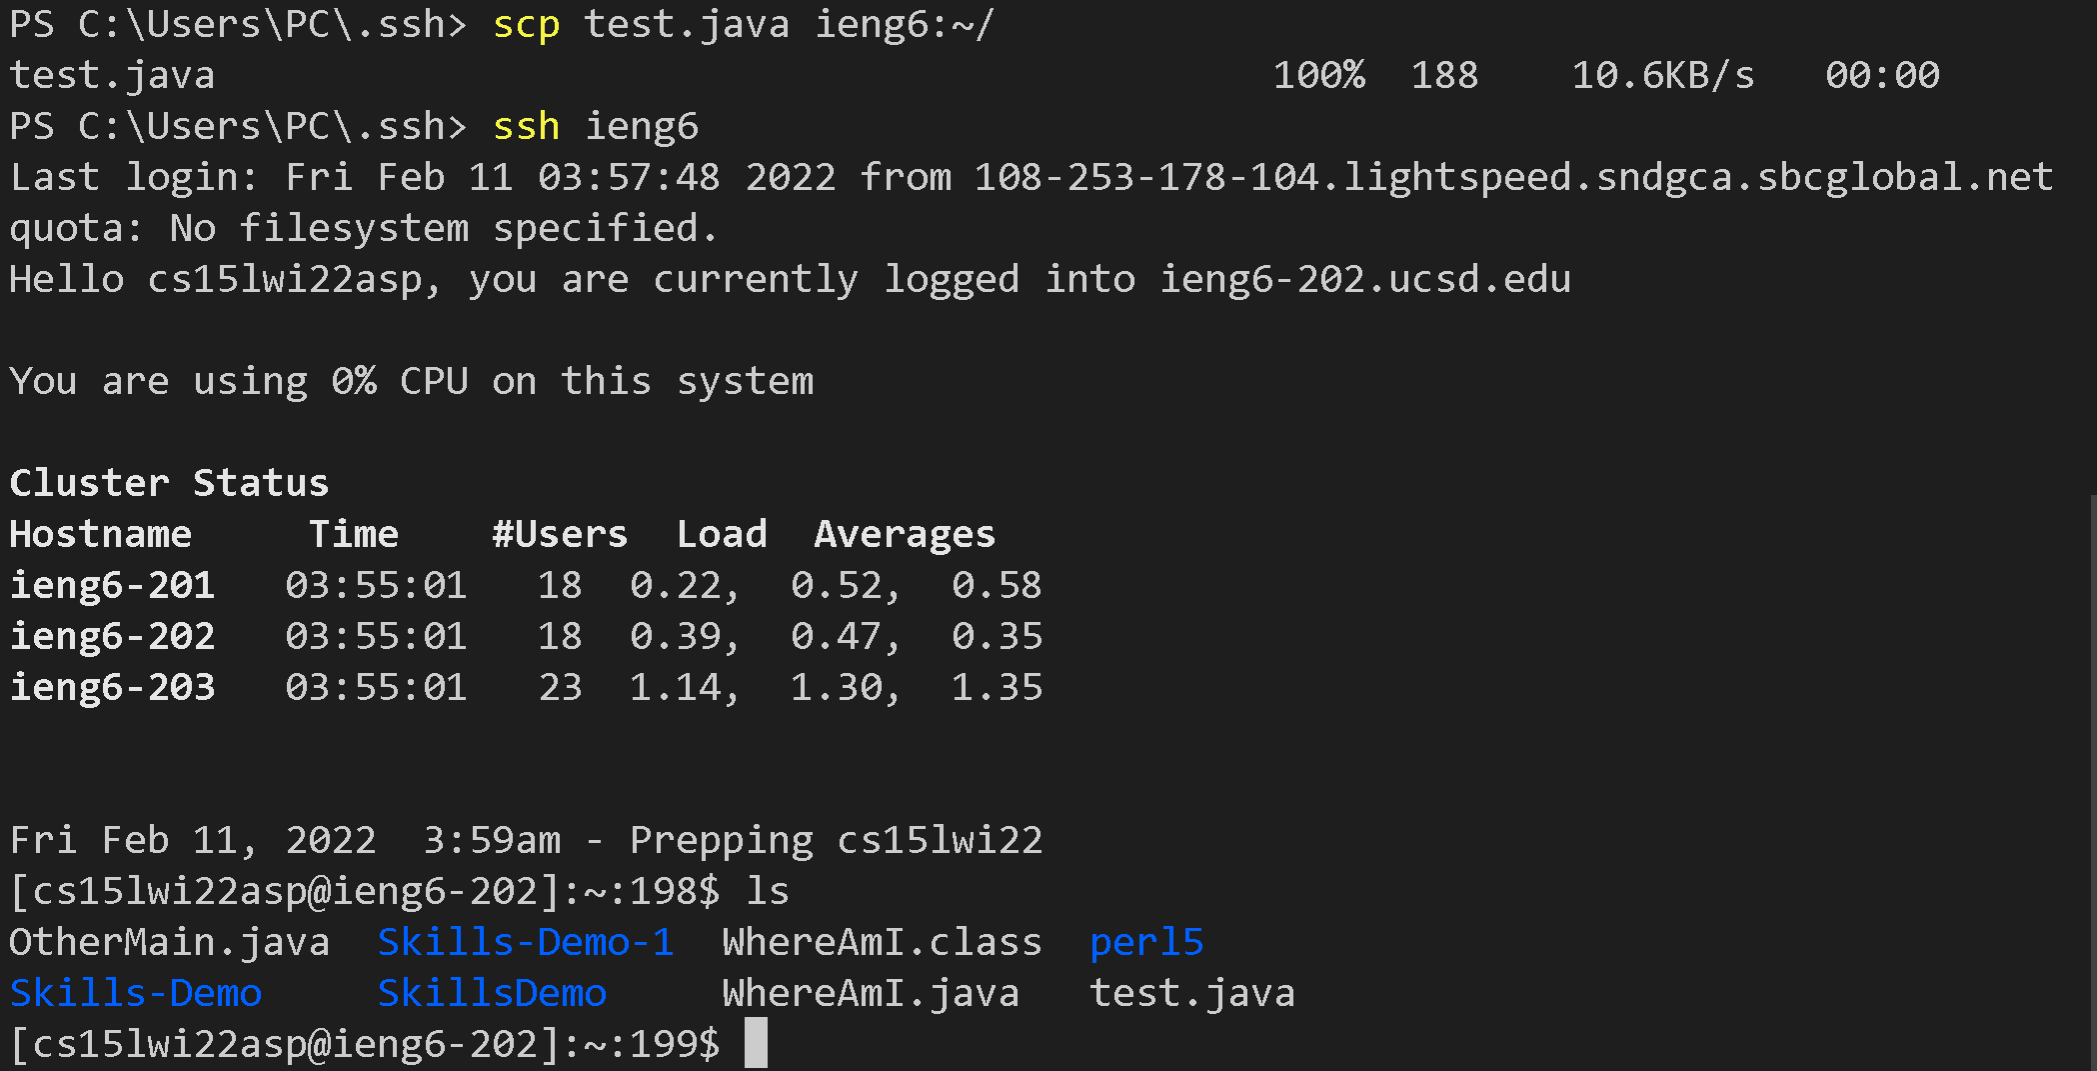 PS C:\Users\PC\.ssh> scp test.java ieng6:~/
test.java 100% 188 10.6KB/s 00:00
PS C:\Users\PC\.ssh> ssh ieng6
Last login: Fri Feb 11 03:57:48 2022 from 108-253-178-104.lightspeed.sndgca.sbcglobal.net
quota: No filesystem specified.
Hello cs15lwi22asp, you are currently logged into ieng6-202.ucsd.edu
You are using 0% CPU on this system
Cluster Status
Hostname Time #Users Load Averages
ieng6-201 03:55:01 18 0.22, 0.52, 0.58
ieng6-202 03:55:01 18 0.39, 0.47, 0.35
ieng6-203 03:55:01 23 1.14, 1.30, 1.35
Fri Feb 11, 2022 3:59am - Prepping cs15lwi22
[cs15lwi22asp@ieng6-202]:~:198$ ls
OtherMain.java Skills-Demo-1 WhereAmI.class perl5
Skills-Demo SkillsDemo WhereAmI.java test.java
[cs15lwi22asp@ieng6-202]:~:199$